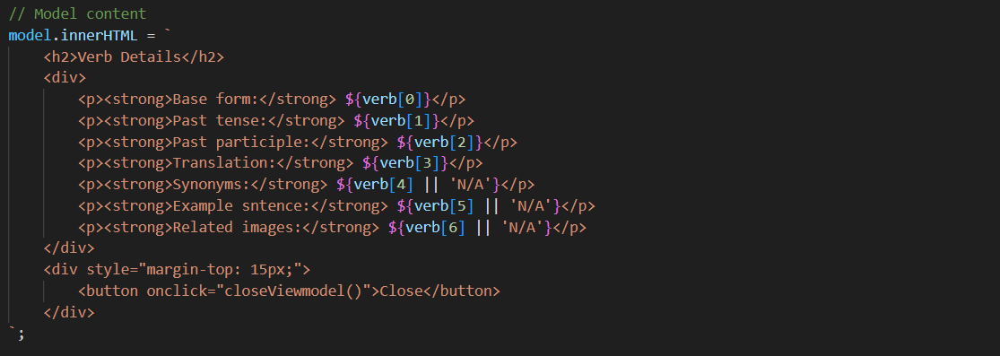 // Model content
model.innerHTML = `
    <h2>Verb Details</h2>
    <div>
        <p><strong>Base form:</strong> ${verb[0]}</p>
        <p><strong>Past tense:</strong> ${verb[1]}</p>
        <p><strong>Past participle:</strong> ${verb[2]}</p>
        <p><strong>Translation:</strong> ${verb[3]}</p>
        <p><strong>Synonyms:</strong> ${verb[4] || 'N/A'}</p>
        <p><strong>Example sntence:</strong> ${verb[5] || 'N/A'}</p>
        <p><strong>Related images:</strong> ${verb[6] || 'N/A'}</p>
    </div>
    <div style="margin-top: 15px;">
        <button onclick="closeViewmodel()">Close</button>
    </div>
`;